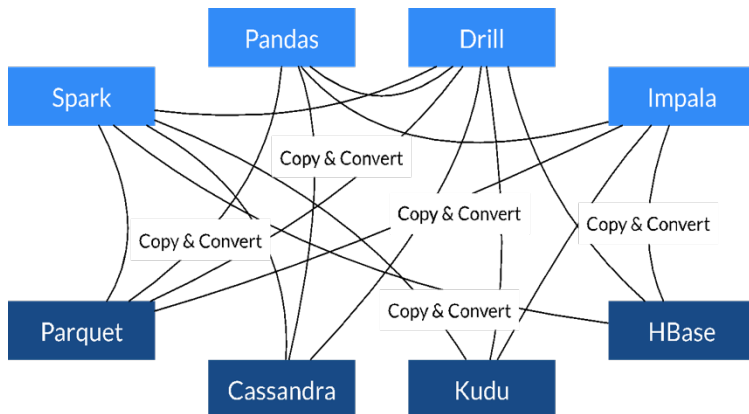 Pandas
Drill
Spark
Impala
Copy & Convert
Copy & Convert
Copy & Convert
Copy & Convert
Copy & Convert
Parquet
HBase
Cassandra
Kudu